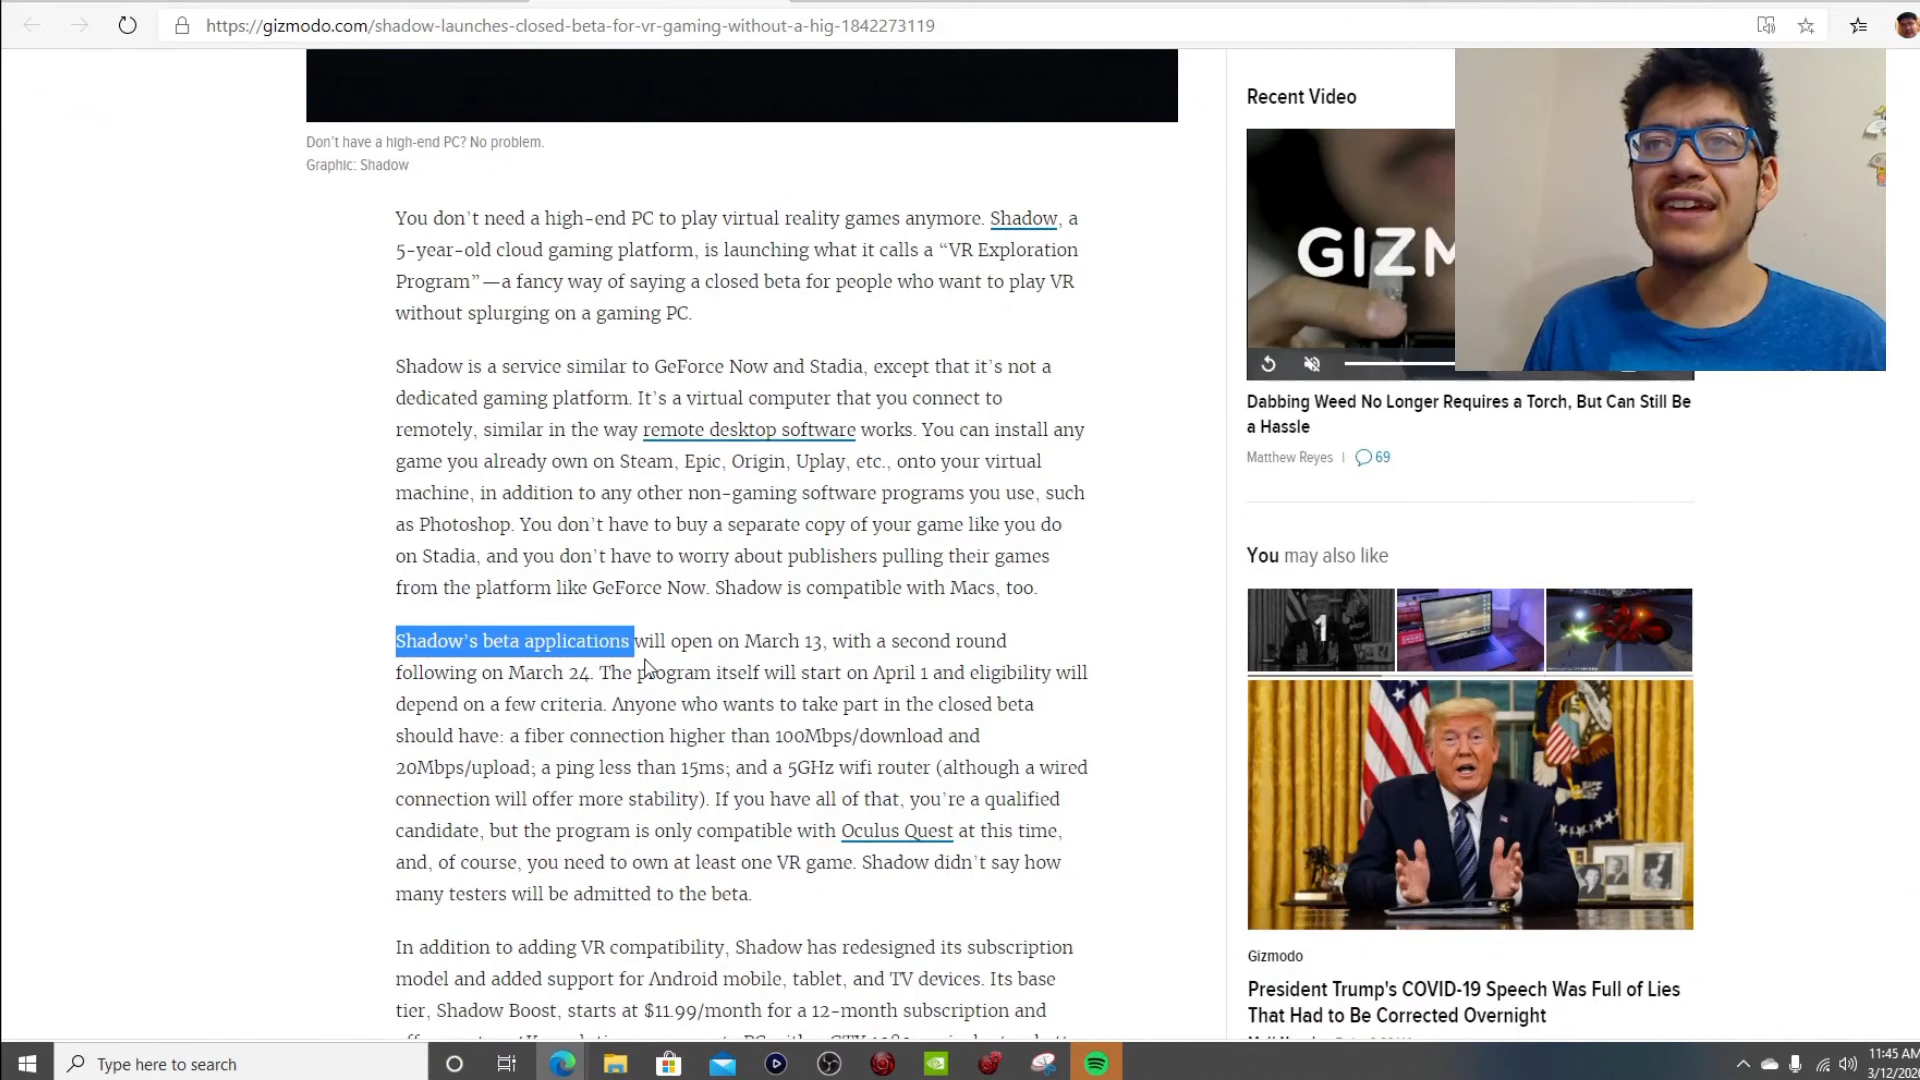 https://gizmodo.com/shadow-launches-closed-beta-for-vr-gaming-without-a-hig-1842273119
Don't have a high-end PC? No problem.
Graphic: Shadow
You don't need a high-end PC to play virtual reality games anymore. Shadow, a
5-year-old cloud gaming platform, is launching what it calls a “VR Exploration
Program”—a fancy way of saying a closed beta for people who want to play VR
without splurging on a gaming PC.
Shadow is a service similar to GeForce Now and Stadia, except that it's not a
dedicated gaming platform. It's a virtual computer that you connect to
remotely, similar in the way remote desktop software works. You can install any
game you already own on Steam, Epic, Origin, Uplay, etc., onto your virtual
machine, in addition to any other non-gaming software programs you use, such
as Photoshop. You don't have to buy a separate copy of your game like you do
on Stadia, and you don't have to worry about publishers pulling their games
from the platform like GeForce Now. Shadow is compatible with Macs, too.
Shadow's beta applications will open on March 13, with a second round
following on March 24. The program itself will start on April 1 and eligibility will
depend on a few criteria. Anyone who wants to take part in the closed beta
should have: a fiber connection higher than 100Mbps/download and
20Mbps/upload; a ping less than 15ms; and a 5GHz wifi router (although a wired
connection will offer more stability). If you have all of that, you're a qualified
candidate, but the program is only compatible with Oculus Quest at this time,
and, of course, you need to own at least one VR game. Shadow didn't say how
many testers will be admitted to the beta.
In addition to adding VR compatibility, Shadow has redesigned its subscription
model and added support for Android mobile, tablet, and TV devices. Its base
tier, Shadow Boost, starts at $11.99/month for a 12-month subscription and
Recent Video
GIZM
Dabbing Weed No Longer Requires a Torch, But Can Still Be
a Hassle
Matthew Reyes | 69
You may also like
1
Gizmodo
President Trump's COVID-19 Speech Was Full of Lies
That Had to Be Corrected Overnight
Type here to search
11:45 AM
3/12/202